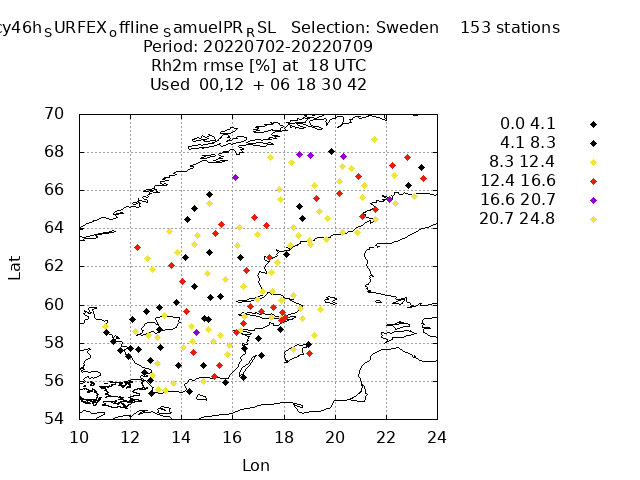 cy46h_SURFEX_offline_SamuelPR_RSL Selection: Sweden 153 stations
Period: 20220702-20220709
Rh2m rmse [%] at 18 UTC
Used 00,12 + 06 18 30 42
70
68
66
64
62
60
58
56
54
Lat
10 12 14 16 18 20 22 24
Lon
0.0 4.1
4.1 8.3
8.3 12.4
12.4 16.6
16.6 20.7
20.7 24.8